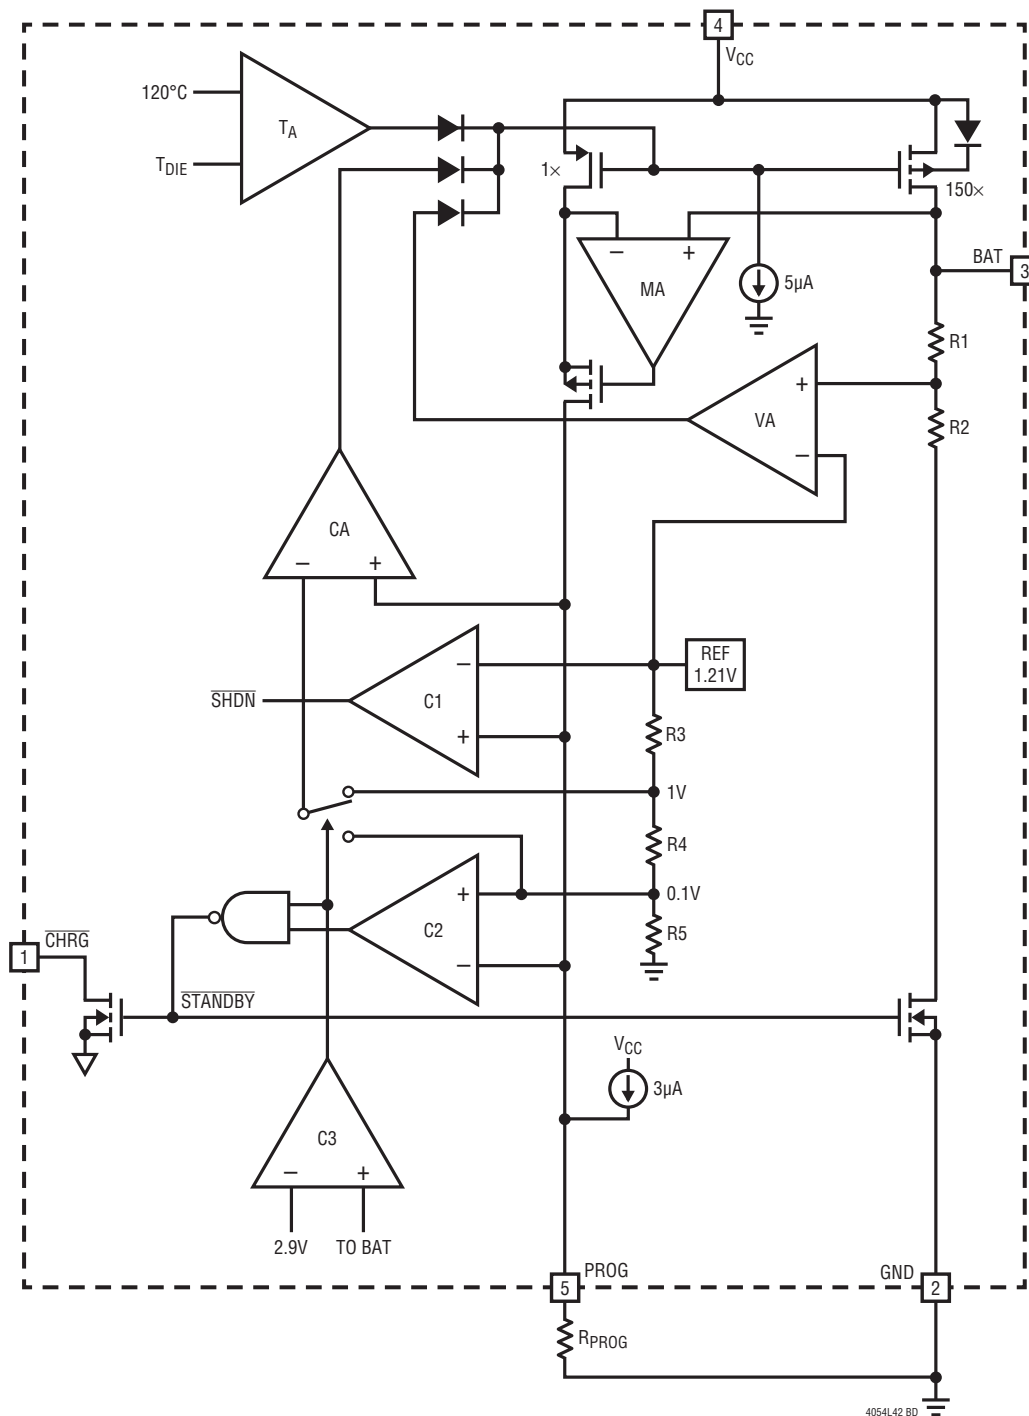 4
VCC
120°C
TA
TDIE
1×
150×
BAT
3
–
+
MA
5µA
R1
+
VA
R2
–
CA
–
+
REF
1.21V
–
SHDN
C1
R3
+
1V
R4
+
0.1V
C2
R5
CHRG
1
–
STANDBY
VCC
3µA
C3
–
+
2.9V
TO BAT
PROG
5
GND
2
RPROG
4054L42 BD